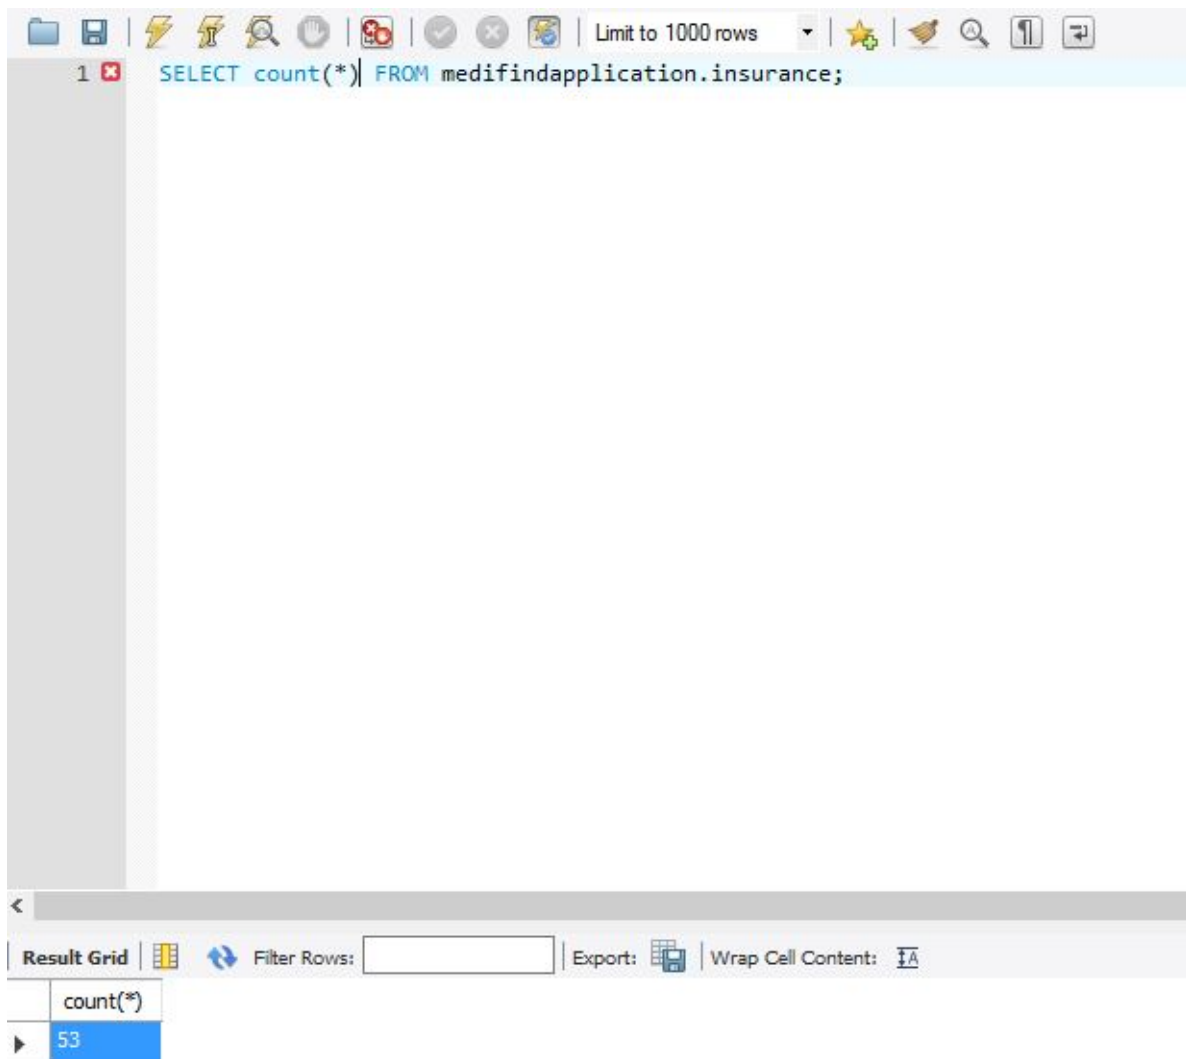 Limit to 1000 rows
1 SELECT count(*) FROM medifindapplication.insurance;
Result Grid Filter Rows: Export: Wrap Cell Content: IA
count(*)
53